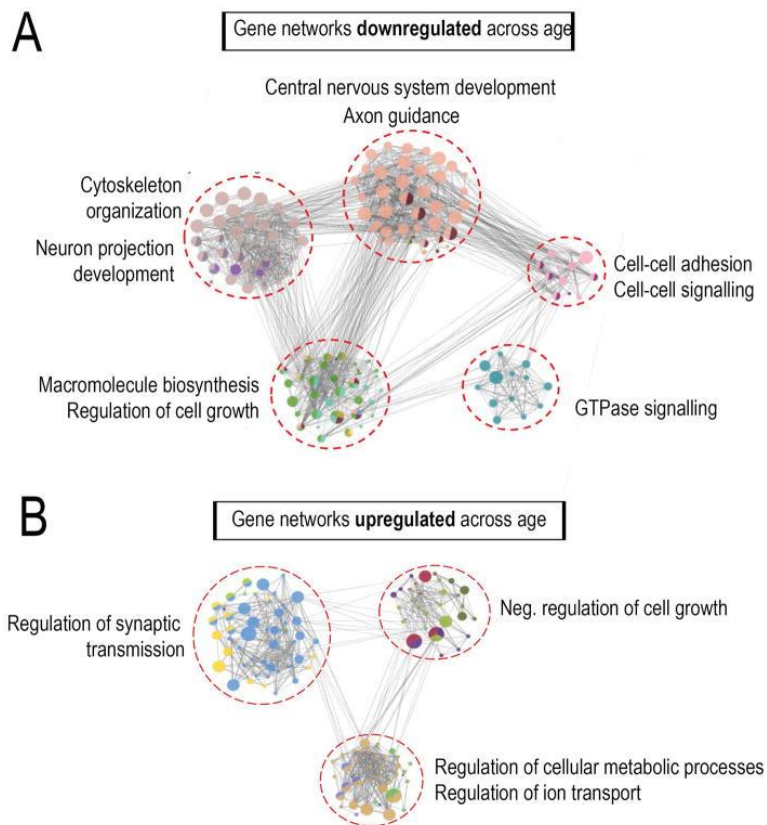 A
Gene networks downregulated across age
Central nervous system development
Axon guidance
Cytoskeleton
organization
Neuron projection
development
Cell-cell adhesion
Cell-cell signalling
Macromolecule biosynthesis
Regulation of cell growth
GTPase signalling
B
Gene networks upregulated across age
Regulation of synaptic
transmission
Neg. regulation of cell growth
Regulation of cellular metabolic processes
Regulation of ion transport